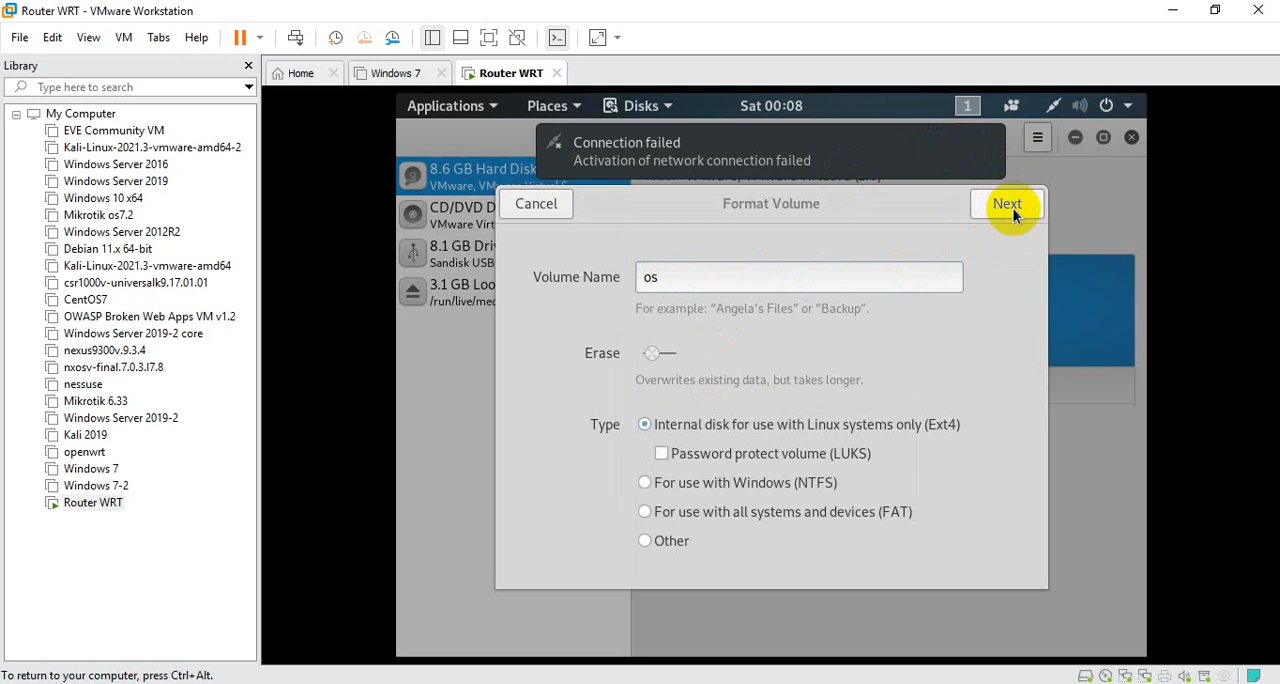 Router WRT - VMware Workstation
File Edit View VM Tabs Help
Library
Type here to search
My Computer
EVE Community VM
Kali-Linux-2021.3-vmware-amd64-2
Windows Server 2016
Windows Server 2019
Windows 10 x64
Mikrotik os7.2
Windows Server 2012R2
Debian 11.x 64-bit
Kali-Linux-2021.3-vmware-amd64
csr1000v-universalk9.17.01.01
CentOS7
OWASP Broken Web Apps VM v1.2
Windows Server 2019-2 core
nexus9300v.9.3.4
nxosv-final.7.0.3.I7.8
nessuse
Mikrotik 6.33
Windows Server 2019-2
Kali 2019
openwrt
Windows 7
Windows 7-2
Router WRT
Home Windows 7 Router WRT
Applications Places Disks Sat 00:08 1
Connection failed
Activation of network connection failed
8.6 GB Hard Disk
CD/DVD D
VMware Virt
8.1 GB Dri
Sandisk USB
3.1 GB Loo
/run/live/med
Cancel Format Volume Next
Volume Name os
For example: “Angela's Files” or “Backup”.
Erase
Overwrites existing data, but takes longer.
Type Internal disk for use with Linux systems only (Ext4)
Password protect volume (LUKS)
For use with Windows (NTFS)
For use with all systems and devices (FAT)
Other
To return to your computer, press Ctrl+Alt.